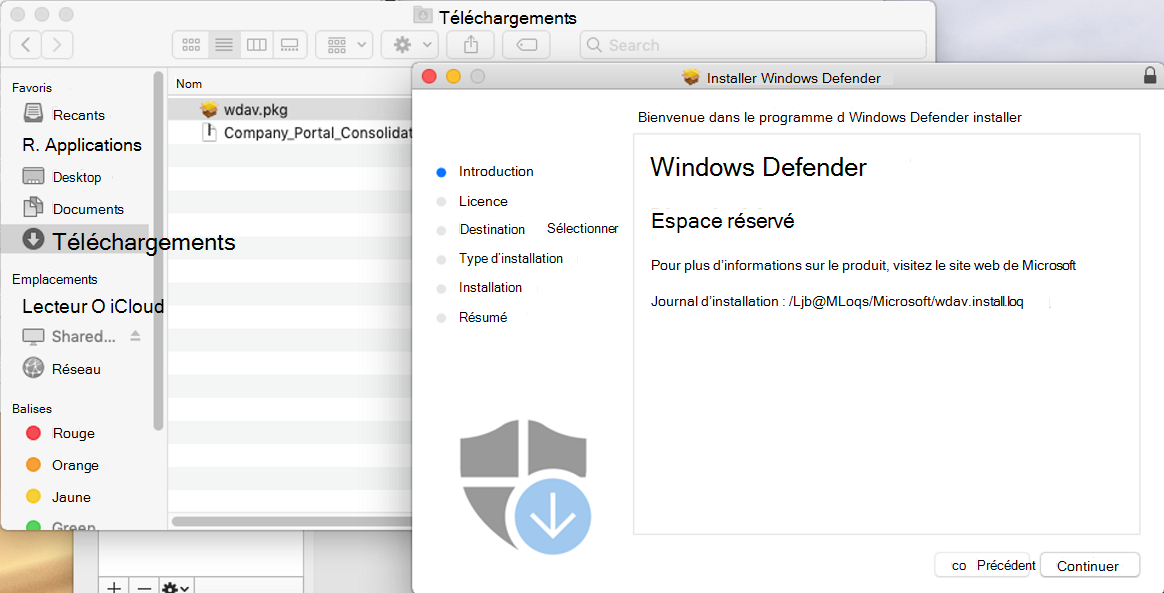 Téléchargements
Search
Favoris
Recants
R. Applications
Desktop
Documents
Téléchargements
Emplacements
Lecteur O iCloud
Shared...
Réseau
Balises
Rouge
Orange
Jaune
Green
Nom
wdav.pkg
Company_Portal_Consolidat
Installer Windows Defender
Bienvenue dans le programme d Windows Defender installer
Introduction
Licence
Destination Sélectionner
Type d’installation
Installation
Résumé
Windows Defender
Espace réservé
Pour plus d’informations sur le produit, visitez le site web de Microsoft
Journal d’installation : /Ljb@MLoqs/Microsoft/wdav.install.loq
co Précédent
Continuer